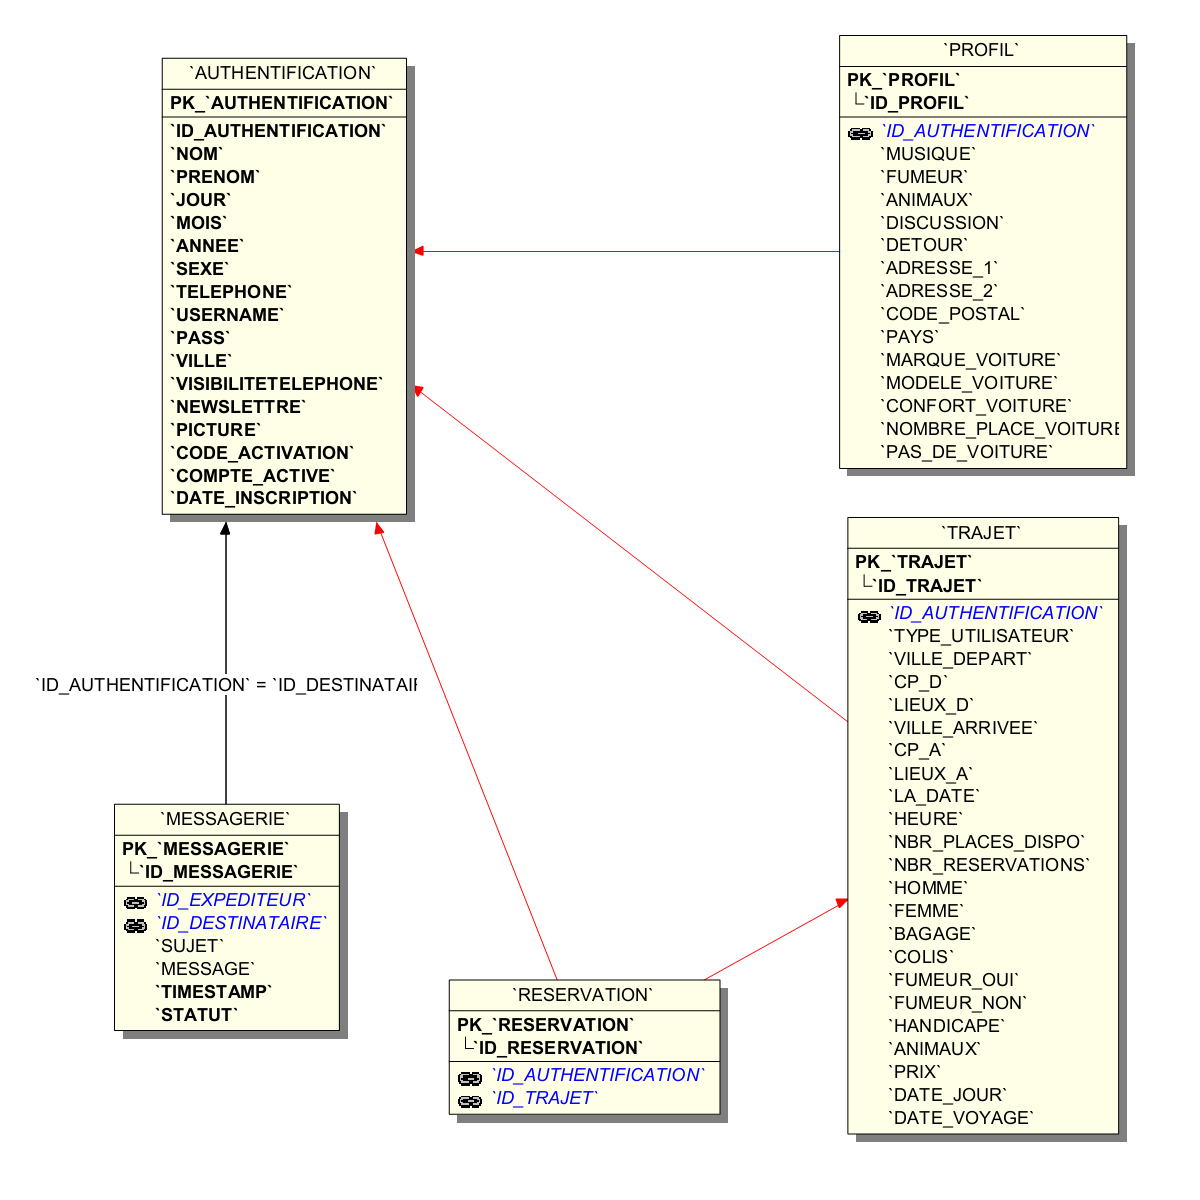 `AUTHENTIFICATION`
PK_`AUTHENTIFICATION`
`ID_AUTHENTIFICATION`
`NOM`
`PRENOM`
`JOUR`
`MOIS`
`ANNEE`
`SEXE`
`TELEPHONE`
`USERNAME`
`PASS`
`VILLE`
`VISIBILITETELEPHONE`
`NEWSLETTRE`
`PICTURE`
`CODE_ACTIVATION`
`COMPTE_ACTIVE`
`DATE_INSCRIPTION`
`PROFIL`
PK_`PROFIL`
`ID_PROFIL`
`ID_AUTHENTIFICATION`
`MUSIQUE`
`FUMEUR`
`ANIMAUX`
`DISCUSSION`
`DETOUR`
`ADRESSE_1`
`ADRESSE_2`
`CODE_POSTAL`
`PAYS`
`MARQUE_VOITURE`
`MODELE_VOITURE`
`CONFORT_VOITURE`
`NOMBRE_PLACE_VOITURE
`PAS_DE_VOITURE`
`TRAJET`
PK_`TRAJET`
`ID_TRAJET`
`ID_AUTHENTIFICATION`
`TYPE_UTILISATEUR`
`VILLE_DEPART`
`CP_D`
`LIEUX_D`
`VILLE_ARRIVEE`
`CP_A`
`LIEUX_A`
`LA_DATE`
`HEURE`
`NBR_PLACES_DISPO`
`NBR_RESERVATIONS`
`HOMME`
`FEMME`
`BAGAGE`
`COLIS`
`FUMEUR_OUI`
`FUMEUR_NON`
`HANDICAPE`
`ANIMAUX`
`PRIX`
`DATE_JOUR`
`DATE_VOYAGE`
`ID_AUTHENTIFICATION` = `ID_DESTINATAI
`MESSAGERIE`
PK_`MESSAGERIE`
`ID_MESSAGERIE`
`ID_EXPEDITEUR`
`ID_DESTINATAIRE`
`SUJET`
`MESSAGE`
`TIMESTAMP`
`STATUT`
`RESERVATION`
PK_`RESERVATION`
`ID_RESERVATION`
`ID_AUTHENTIFICATION`
`ID_TRAJET`